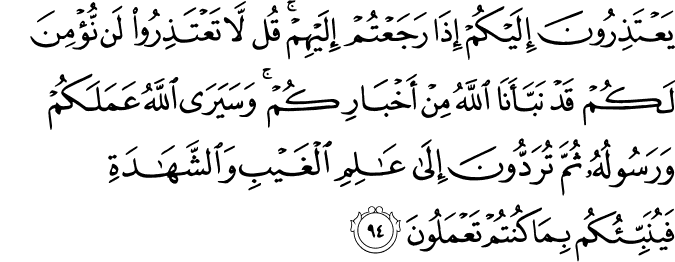 يَعْتَذِرُونَ إِلَيْكُمْ إِذَا رَجَعْتُمْ إِلَيْهِمْ ۚ قُل لَّا تَعْتَذِرُوا۟ لَن نُّؤْمِنَ
لَكُمْ قَدْ نَبَّأَنَا ٱللَّهُ مِنْ أَخْبَارِكُمْ ۚ وَسَيَرَى ٱللَّهُ عَمَلَكُمْ
وَرَسُولُهُۥ ثُمَّ تُرَدُّونَ إِلَىٰ عَـٰلِمِ ٱلْغَيْبِ وَٱلشَّهَـٰدَةِ
فَيُنَبِّئُكُم بِمَا كُنتُمْ تَعْمَلُونَ ٩٤